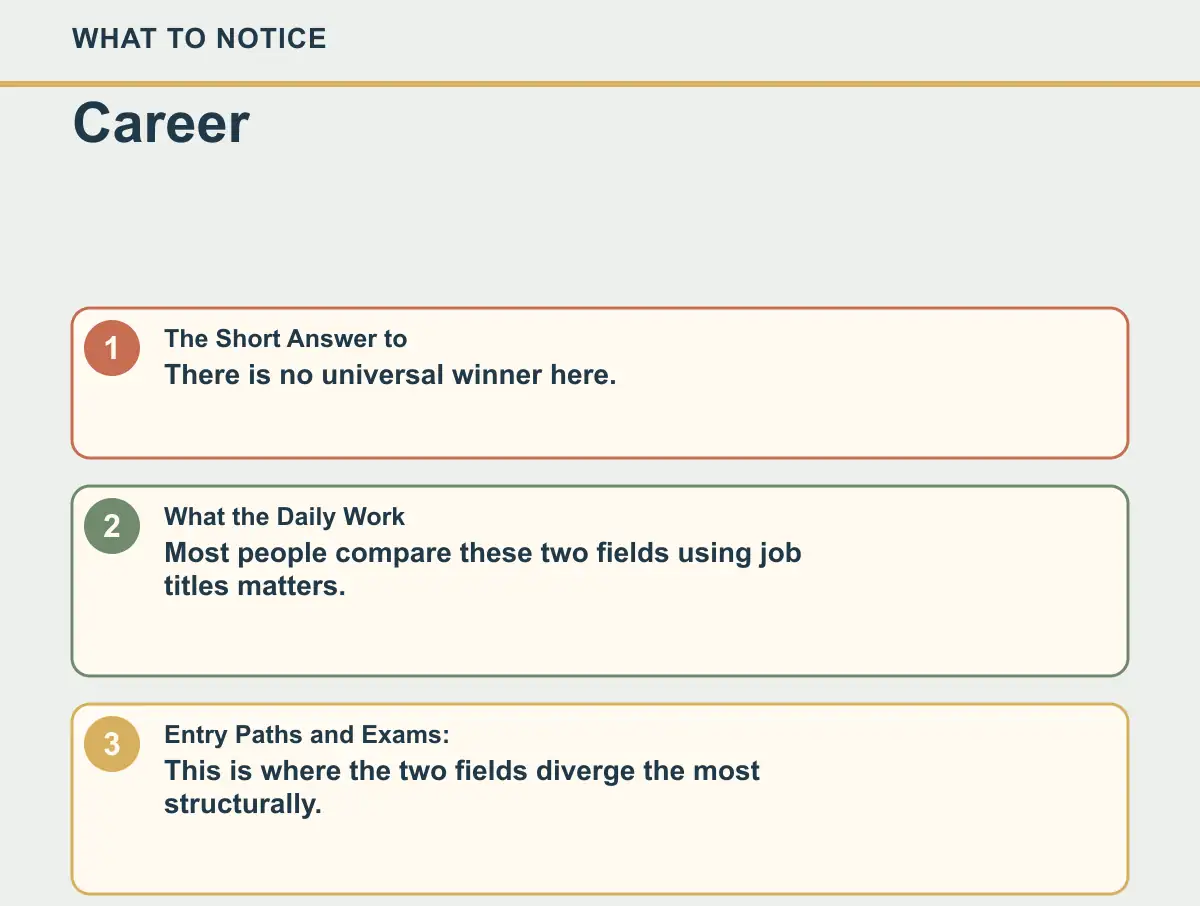 WHAT TO NOTICE
Career
1
The Short Answer to
There is no universal winner here.
2
What the Daily Work
Most people compare these two fields using job
titles matters.
3
Entry Paths and Exams:
This is where the two fields diverge the most
structurally.